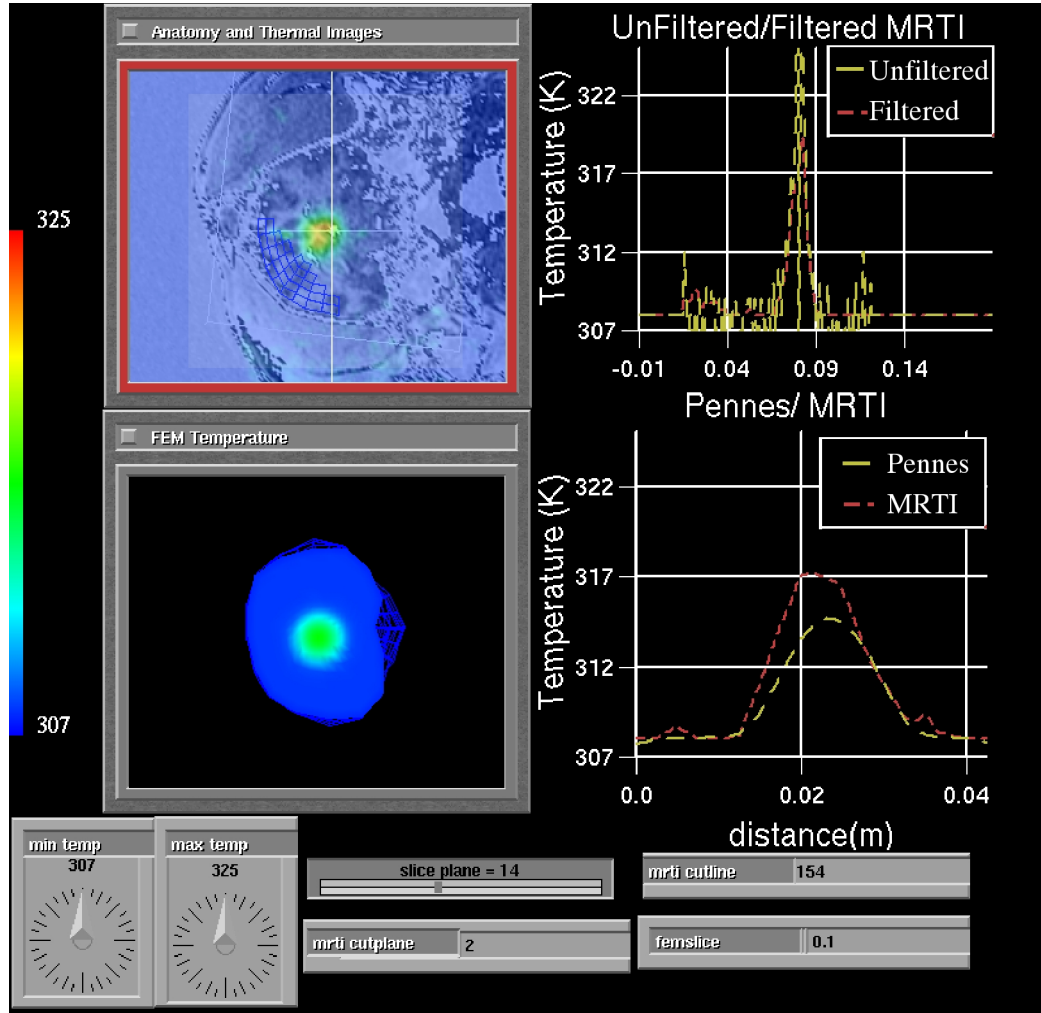 Anatomy and Thermal Images
325
307
FEM Temperature
UnFiltered/Filtered MRTI
Unfiltered
Filtered
Temperature (K)
322
317
312
307
-0.01 0.04 0.09 0.14
Pennes/ MRTI
Pennes
MRTI
Temperature (K)
322
317
312
307
0.0 0.02 0.04
distance(m)
min temp
307
max temp
325
slice plane = 14
mrti cutline 154
mrti cutplane 2
femslice 0.1